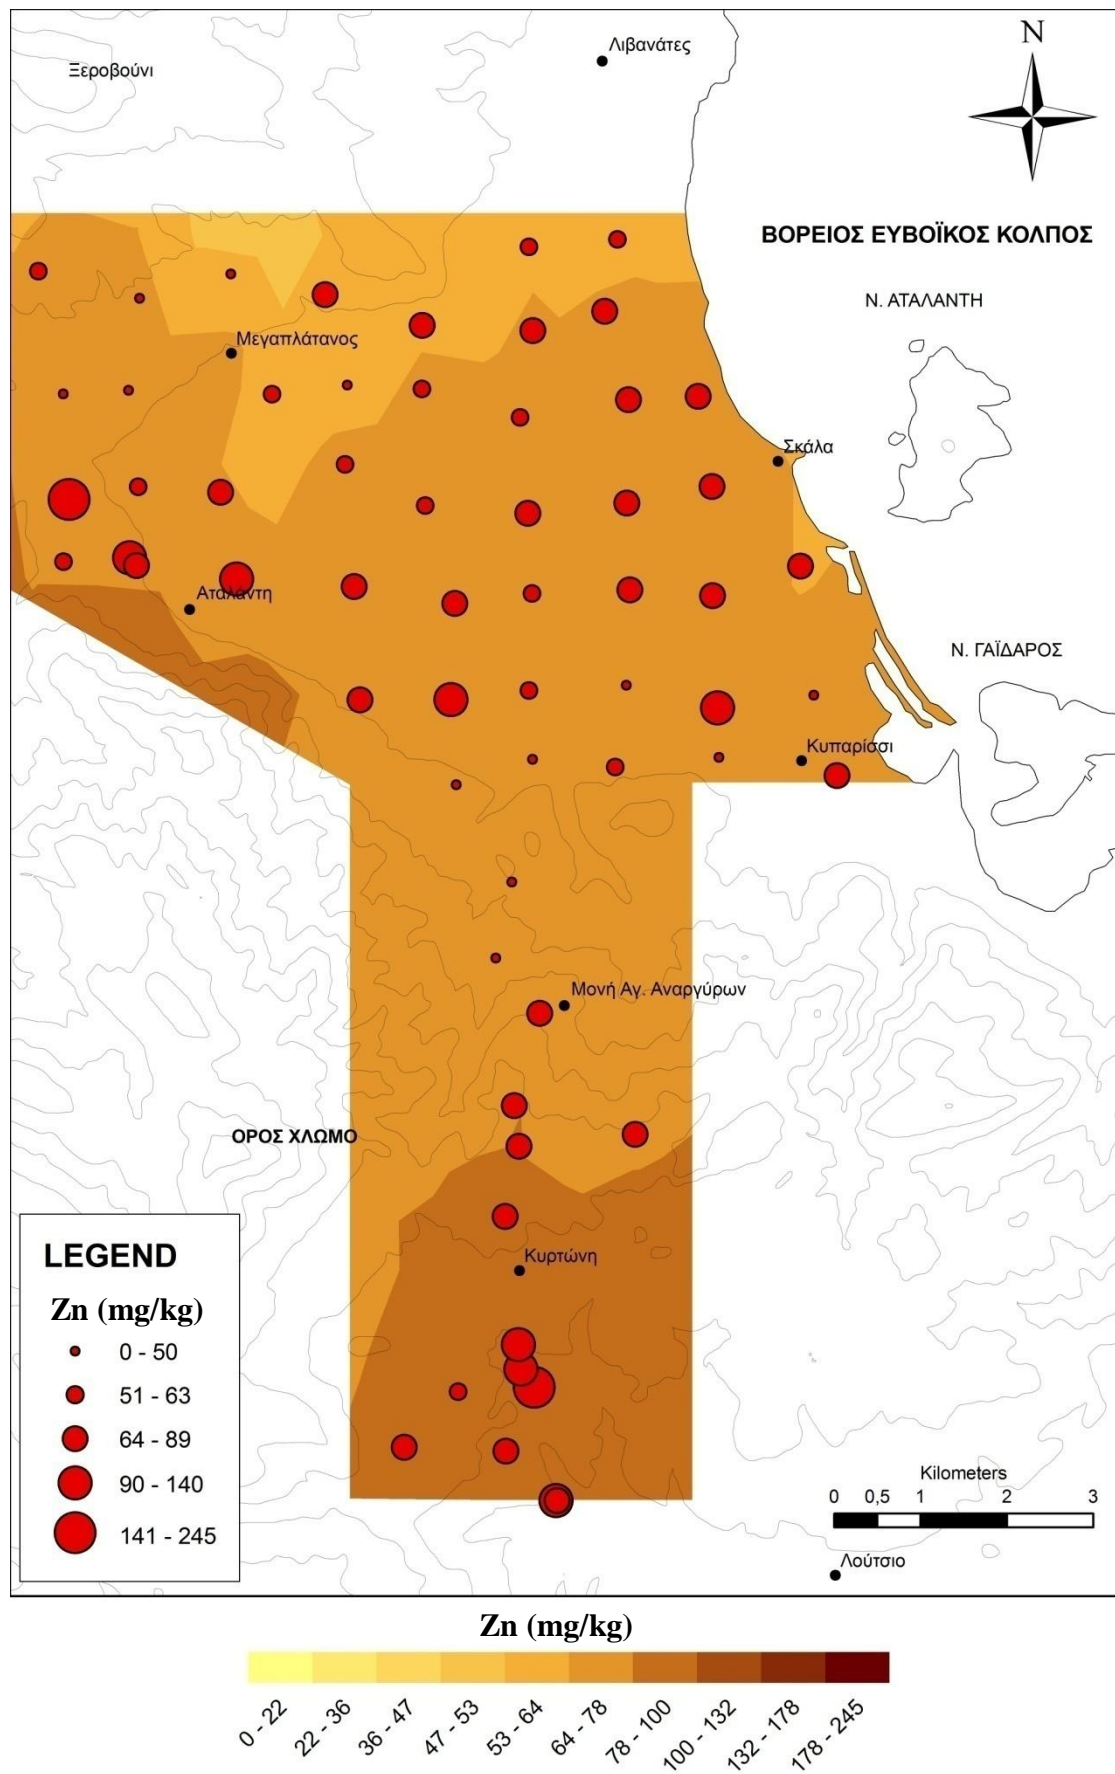 Λιβανάτες
Ξεροβούνι
N
ΒΟΡΕΙΟΣ ΕΥΒΟΪΚΟΣ ΚΟΛΠΟΣ
Ν. ΑΤΑΛΑΝΤΗ
Μεγαπλάτανος
Σκάλα
Αταλάντη
Ν. ΓΑΪΔΑΡΟΣ
Κυπαρίσσι
Μονή Αγ. Αναργύρων
ΟΡΟΣ ΧΛΩΜΟ
Κυρτώνη
LEGEND
Zn (mg/kg)
0 - 50
51 - 63
64 - 89
90 - 140
141 - 245
Kilometers
0 0,5 1 2 3
Λούτσιο
Zn (mg/kg)
0 - 22
22 - 36
36 - 47
47 - 53
53 - 64
64 - 78
78 - 100
100 - 132
132 - 178
178 - 245